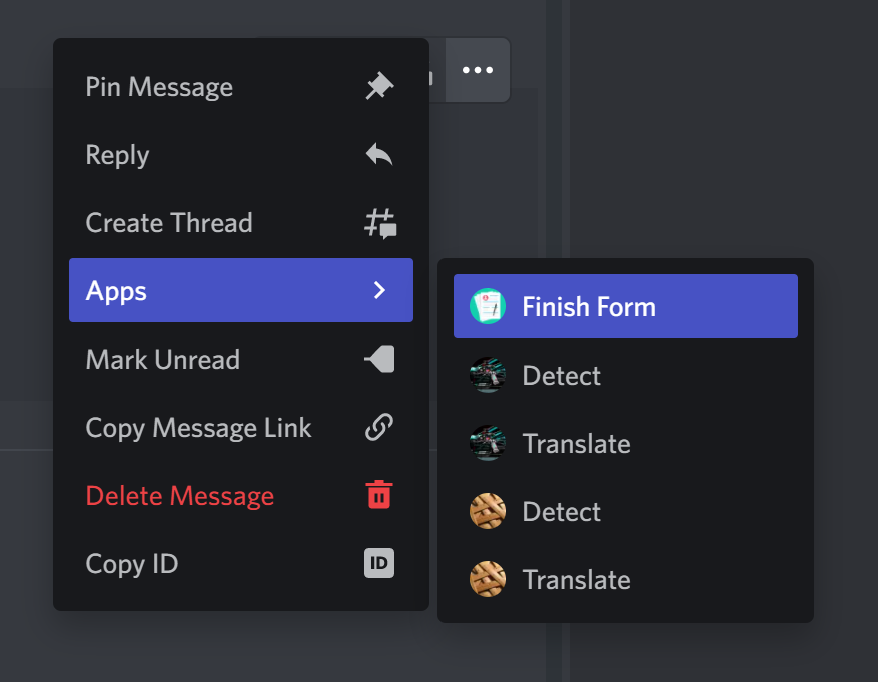 Pin Message
Reply
Create Thread
Apps
Mark Unread
Copy Message Link
Delete Message
Copy ID
ID
Finish Form
Detect
Translate
Detect
Translate